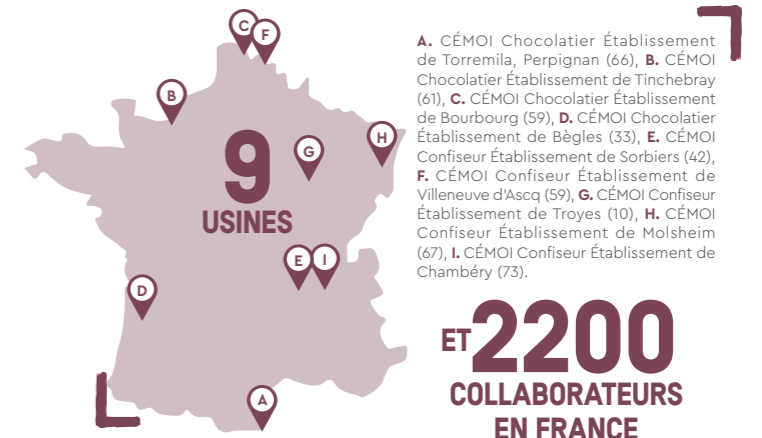 C
F
B
H
G
9
USINES
E
I
D
A
A. CÉMOI Chocolatier Établissement
de Torremila, Perpignan (66), B. CÉMOI
Chocolatier Établissement de Tinchebray
(61), C. CÉMOI Chocolatier Établissement
de Bourbourg (59), D. CÉMOI Chocolatier
Établissement de Bègles (33), E. CÉMOI
Confiseur Établissement de Sorbiers (42),
F. CÉMOI Confiseur Établissement de
Villeneuve d'Ascq (59), G. CÉMOI Confiseur
Établissement de Troyes (10), H. CÉMOI
Confiseur Établissement de Molsheim
(67), I. CÉMOI Confiseur Établissement de
Chambéry (73).
ET 2200
COLLABORATEURS
EN FRANCE